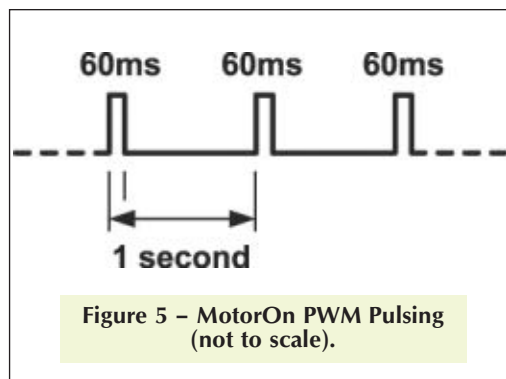 60ms 60ms 60ms
1 second
Figure 5 – MotorOn PWM Pulsing
(not to scale).